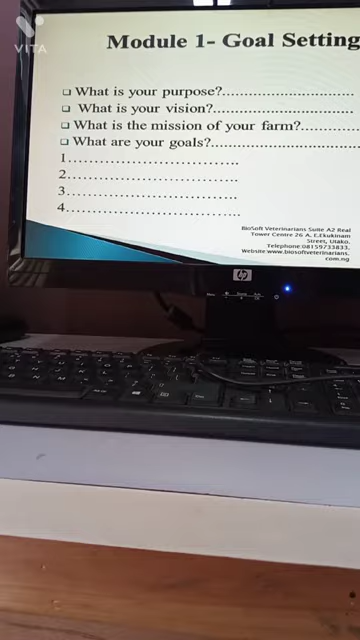 VITA
Module 1- Goal Setting
What is your purpose?..............................
What is your vision?................................
What is the mission of your farm?.............
What are your goals?..................................
1.......................................
2.......................................
3.......................................
4.......................................
BioSoft Veterinarians Suite A2 Real
Tower Centre 26 A. E.Ekukinam
Street, Utako.
Telephone:08159733833.
Website:www.biosoftveterinarians.
com.ng
hp